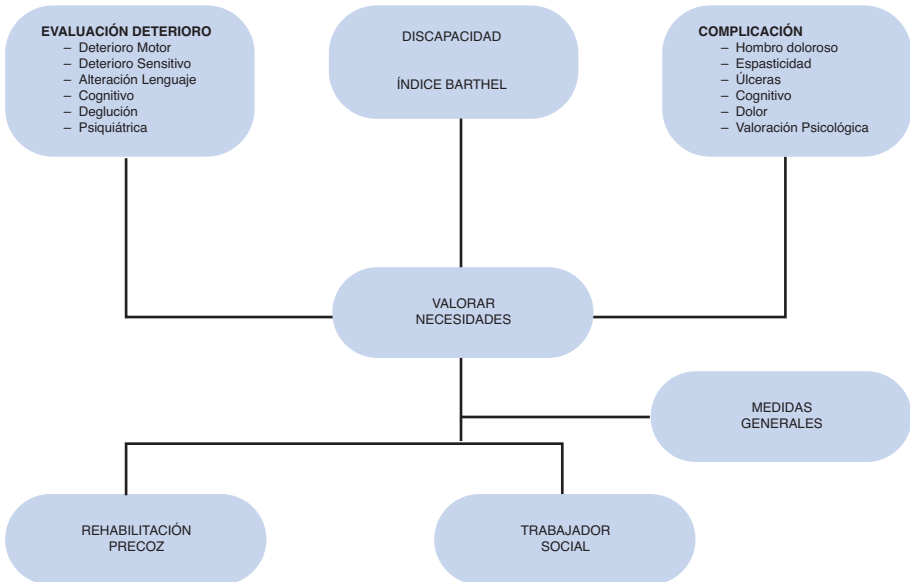 EVALUACIÓN DETERIORO
– Deterioro Motor
– Deterioro Sensitivo
– Alteración Lenguaje
– Cognitivo
– Deglución
– Psiquiátrica
DISCAPACIDAD
ÍNDICE BARTHEL
COMPLICACIÓN
– Hombro doloroso
– Espasticidad
– Úlceras
– Cognitivo
– Dolor
– Valoración Psicológica
VALORAR
NECESIDADES
MEDIDAS
GENERALES
REHABILITACIÓN
PRECOZ
TRABAJADOR
SOCIAL